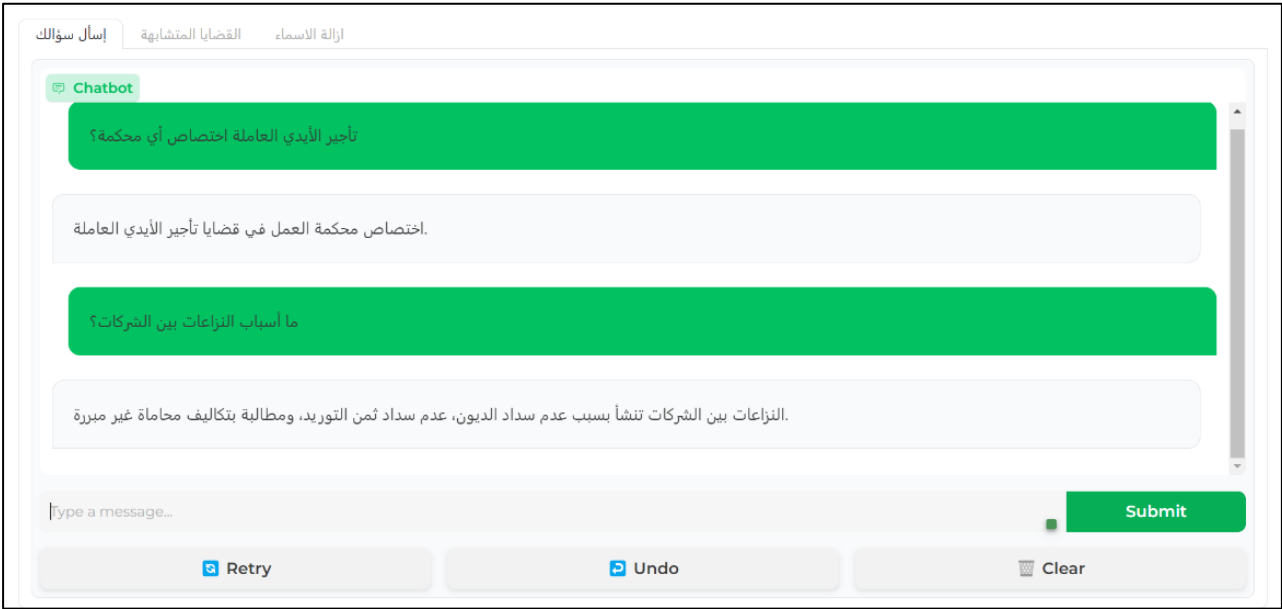 إسأل سؤالك
القضايا المتشابهة
ازالة الاسماء
Chatbot
تأجير الأيدي العاملة اختصاص أي محكمة؟
اختصاص محكمة العمل في قضايا تأجير الأيدي العاملة.
ما أسباب النزاعات بين الشركات؟
النزاعات بين الشركات تنشأ بسبب عدم سداد الديون، عدم سداد ثمن التوريد، ومطالبة بتكاليف محاماة غير مبررة.
Type a message...
Submit
Retry
Undo
Clear